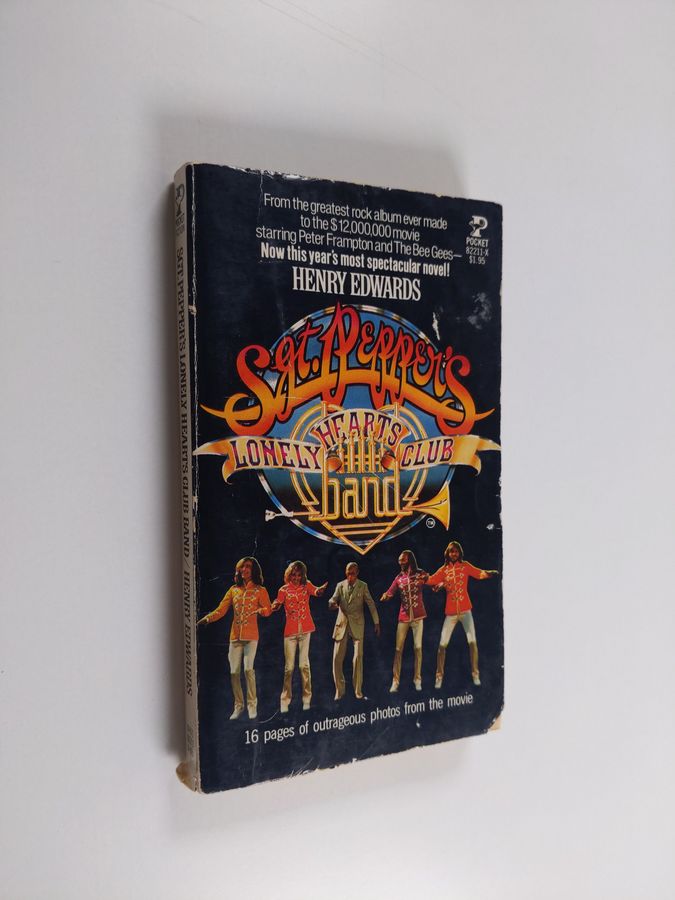 From the greatest rock album ever made
to the $12,000,000 movie
starring Peter Frampton and The Bee Gees—
Now this year's most spectacular novel!
HENRY EDWARDS
P
POCKET
82211-X
$1.95
Sgt. Pepper's
LONELY HEARTS CLUB
band
TM
16 pages of outrageous photos from the movie
SGT. PEPPER'S LONELY HEARTS CLUB BAND / HENRY EDWARDS